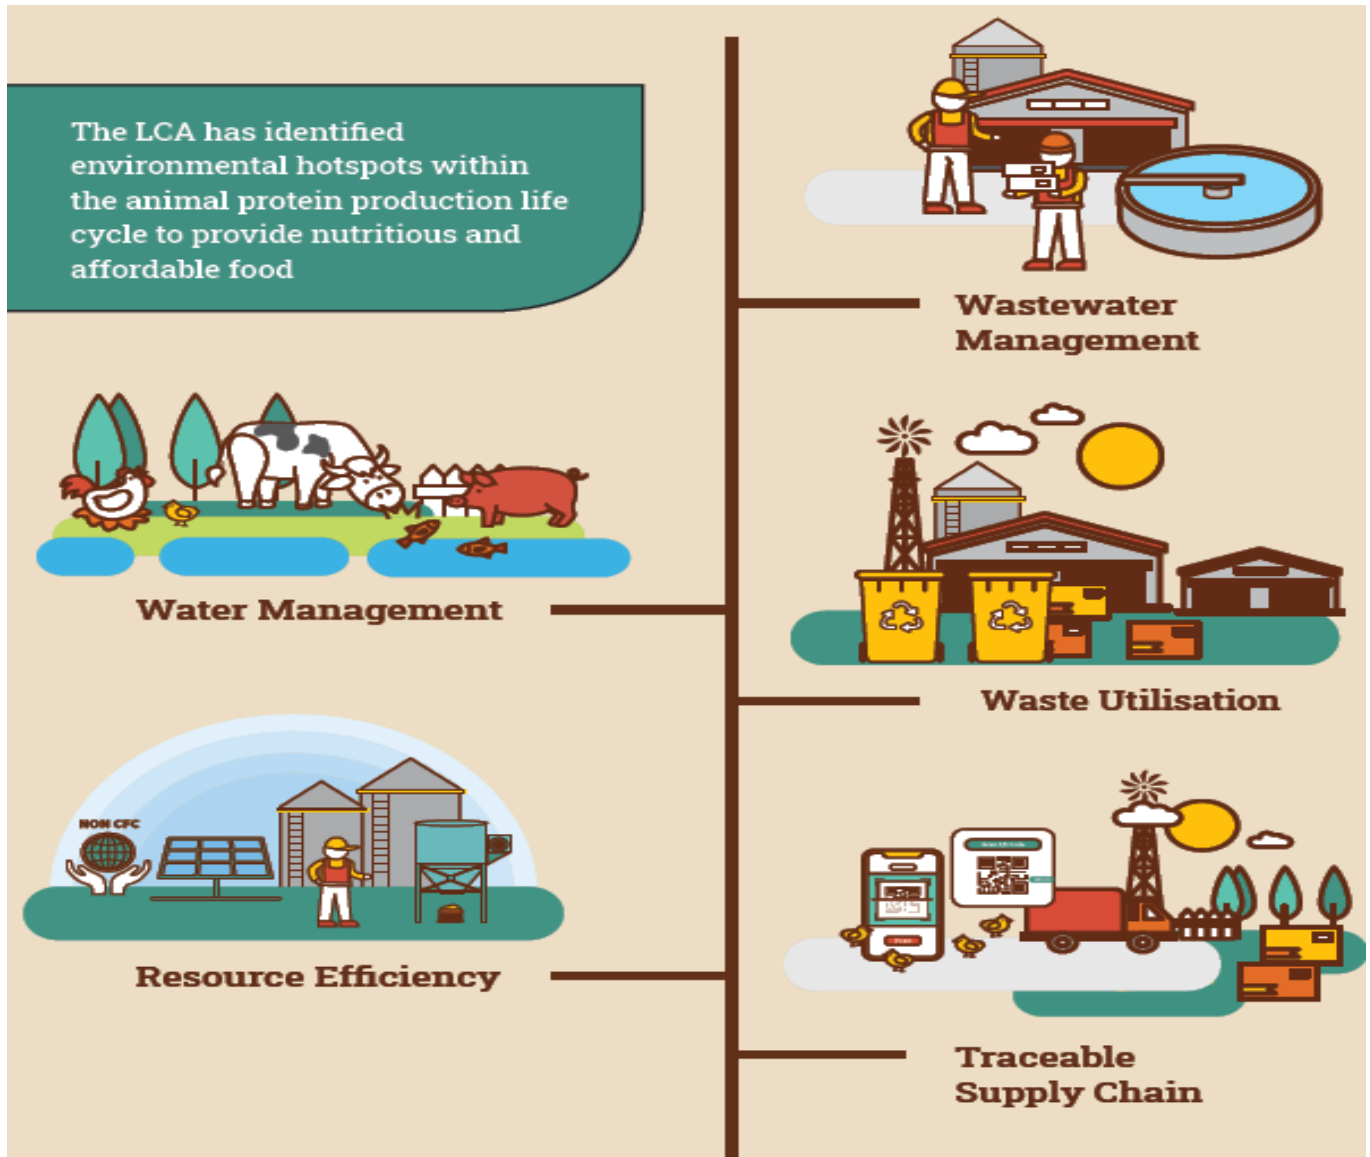 The LCA has identified
environmental hotspots within
the animal protein production life
cycle to provide nutritious and
affordable food
Wastewater
Management
Water Management
Waste Utilisation
NON CFC
Resource Efficiency
Traceable
Supply Chain